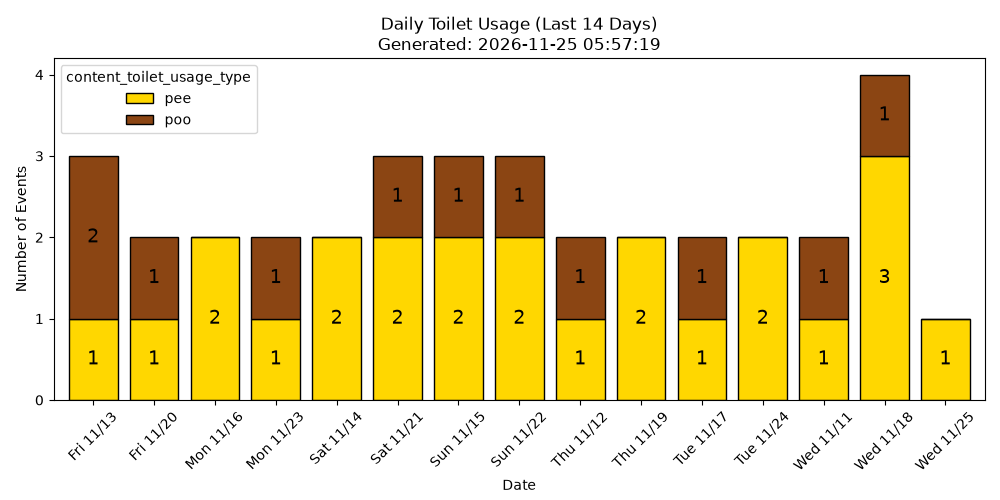 Daily Toilet Usage (Last 14 Days)
Generated: 2026-11-25 05:57:19
content_toilet_usage_type
pee
poo
Number of Events
4
3
2
1
0
2 1 1 1 1 1 1 1 1 1
1 1 2 1 2 2 2 2 1 2 1 2 1 3 1
Fri 11/13
Fri 11/20
Mon 11/16
Mon 11/23
Sat 11/14
Sat 11/21
Sun 11/15
Sun 11/22
Thu 11/12
Thu 11/19
Tue 11/17
Tue 11/24
Wed 11/11
Wed 11/18
Wed 11/25
Date